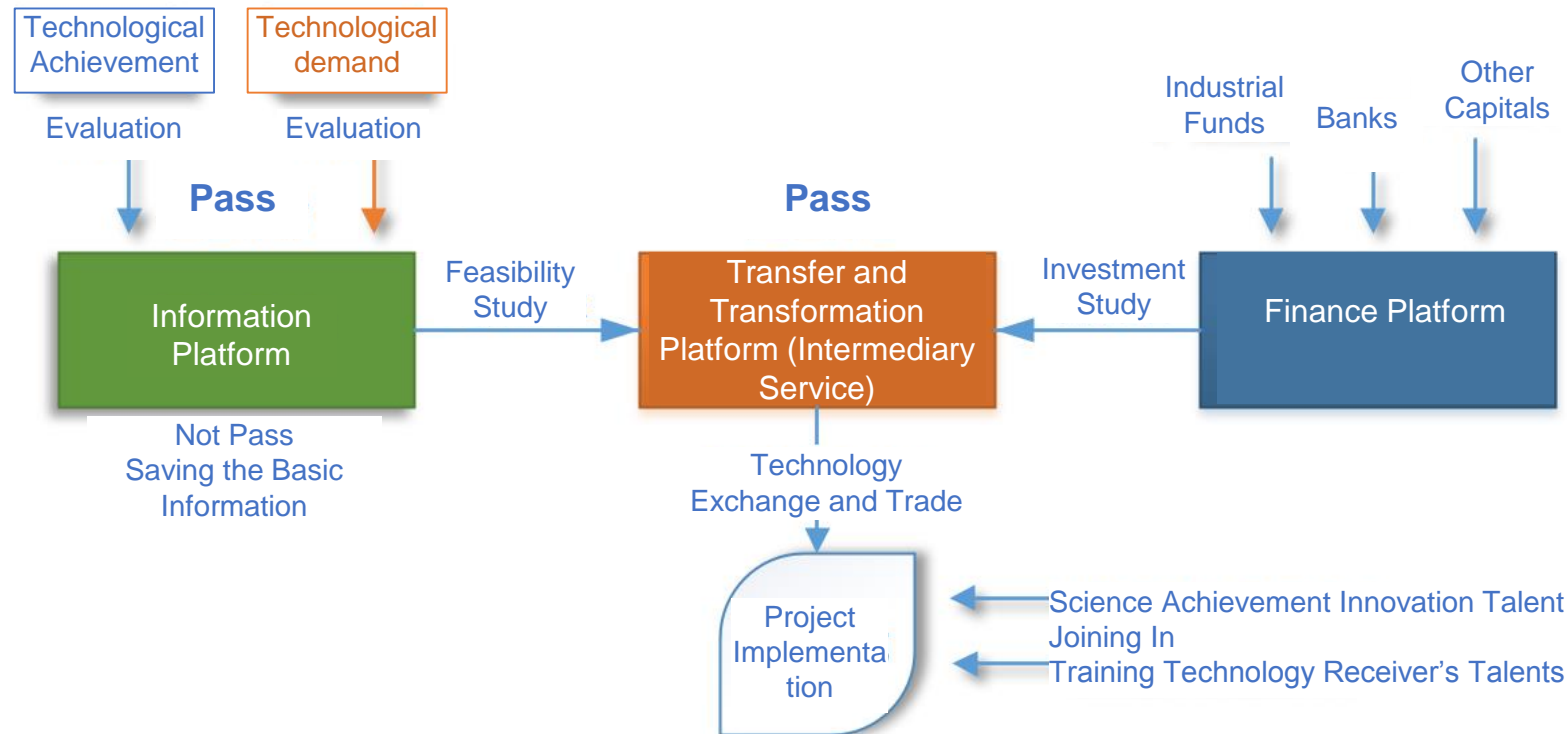 Technological
Achievement
Technological
demand
Evaluation
Evaluation
Pass
Information
Platform
Not Pass
Saving the Basic
Information
Feasibility
Study
Pass
Transfer and
Transformation
Platform (Intermediary
Service)
Investment
Study
Industrial
Funds
Banks
Other
Capitals
Finance Platform
Technology
Exchange and Trade
Project
Implementa
tion
Science Achievement Innovation Talent
Joining In
Training Technology Receiver’s Talents